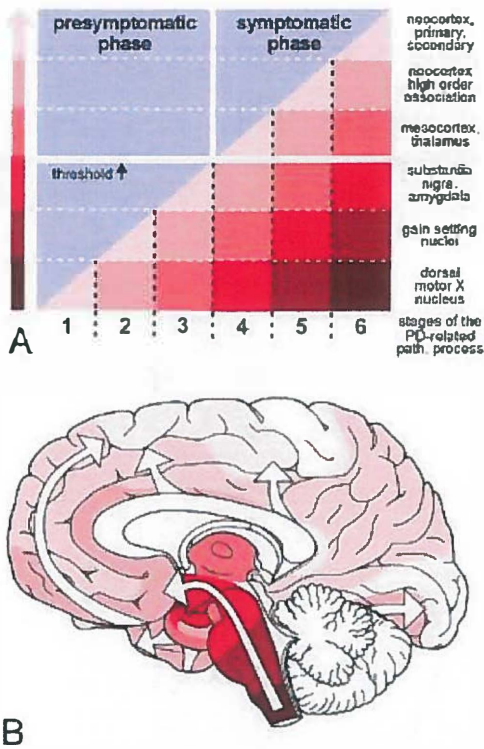 presymptomatic
phase
symptomatic
phase
neocortex,
primary,
secondary
neocortex
high order
association
mesocortex,
thalamus
threshold
substantia
nigra,
amygdala
gain setting
nuclei
dorsal
motor X
nucleus
1 2 3 4 5 6
stages of the
PD-related
path. process
A
B